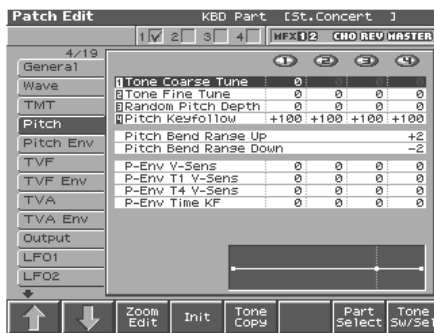 Patch Edit KBD Part [St.Concert ]
1 2 3 4 MFX 1 2 CHO REV MASTER
4/19
General
Wave
TMT
Pitch
Pitch Env
TVF
TVF Env
TVA
TVA Env
Output
LFO1
LFO2
1 2 3 4
1 Tone Coarse Tune 0 0 0 0
2 Tone Fine Tune 0 0 0 0
3 Random Pitch Depth 0 0 0 0
4 Pitch Keyfollow +100 +100 +100 +100
Pitch Bend Range Up +2
Pitch Bend Range Down -2
P-Env V-Sens 0 0 0 0
P-Env T1 V-Sens 0 0 0 0
P-Env T4 V-Sens 0 0 0 0
P-Env Time KF 0 0 0 0
Zoom Edit
Init
Tone Copy
Part Select
Tone Sw/Sel